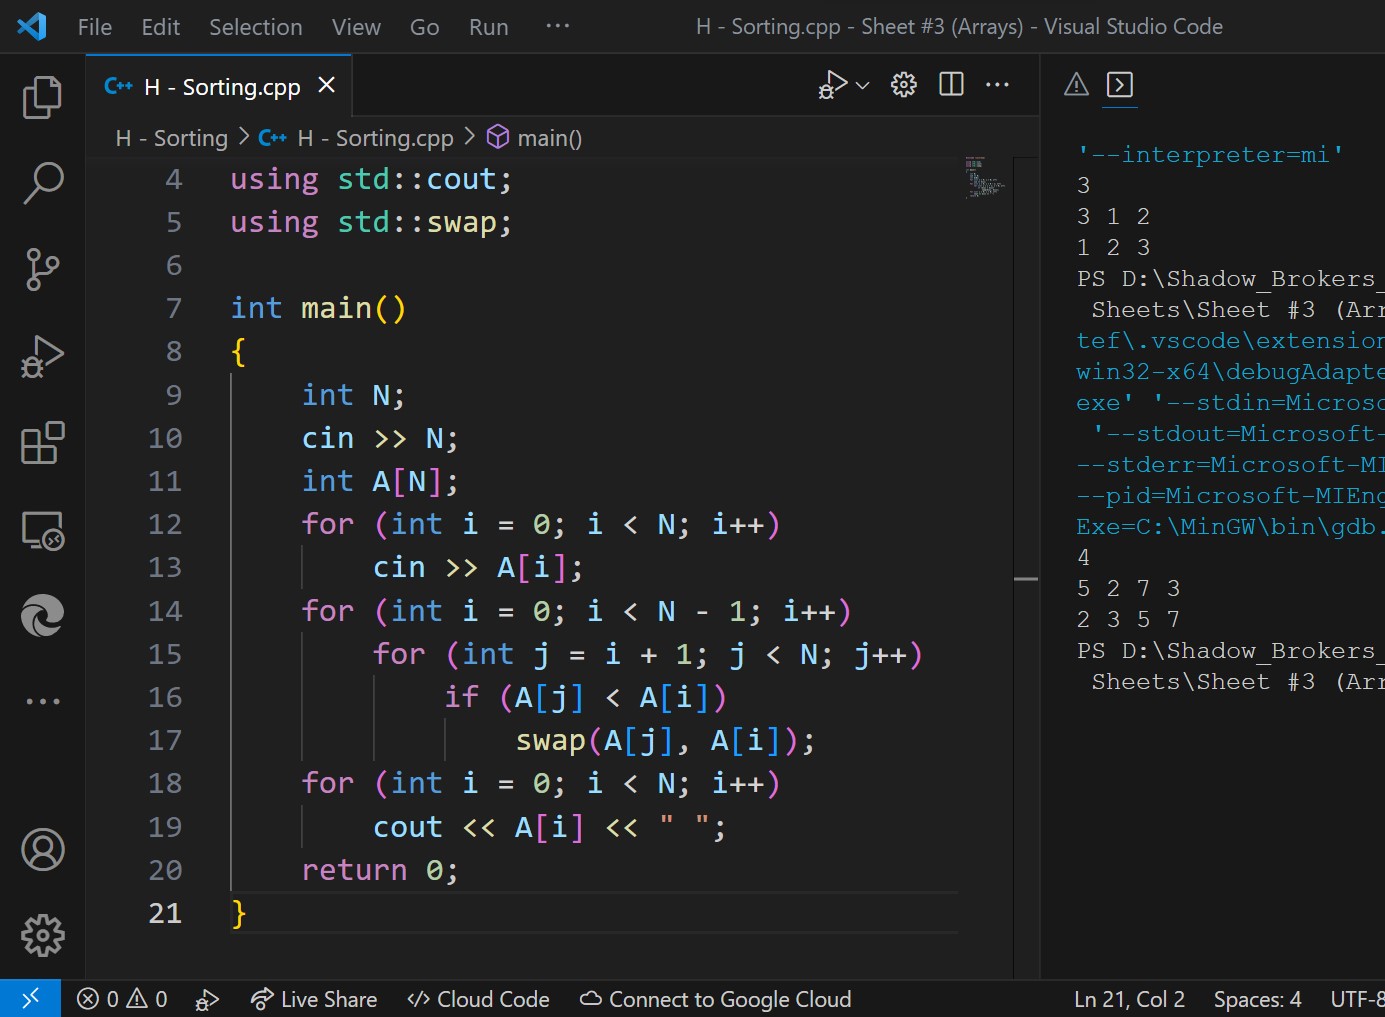 File Edit Selection View Go Run ··· H - Sorting.cpp - Sheet #3 (Arrays) - Visual Studio Code
C++ H - Sorting.cpp
H - Sorting > C++ H - Sorting.cpp > main()
4 using std::cout;
5 using std::swap;
6
7 int main()
8 {
9 int N;
10 cin >> N;
11 int A[N];
12 for (int i = 0; i < N; i++)
13 cin >> A[i];
14 for (int i = 0; i < N - 1; i++)
15 for (int j = i + 1; j < N; j++)
16 if (A[j] < A[i])
17 swap(A[j], A[i]);
18 for (int i = 0; i < N; i++)
19 cout << A[i] << " ";
20 return 0;
21 }
'--interpreter=mi'
3
3 1 2
1 2 3
PS D:\Shadow_Brokers_
Sheets\Sheet #3 (Arr
tef\.vscode\extension
win32-x64\debugAdapte
exe' '--stdin=Microso
'--stdout=Microsoft-
--stderr=Microsoft-MI
--pid=Microsoft-MIEng
Exe=C:\MinGW\bin\gdb.
4
5 2 7 3
2 3 5 7
PS D:\Shadow_Brokers_
Sheets\Sheet #3 (Arr
0 0 Live Share Cloud Code Connect to Google Cloud Ln 21, Col 2 Spaces: 4 UTF-8